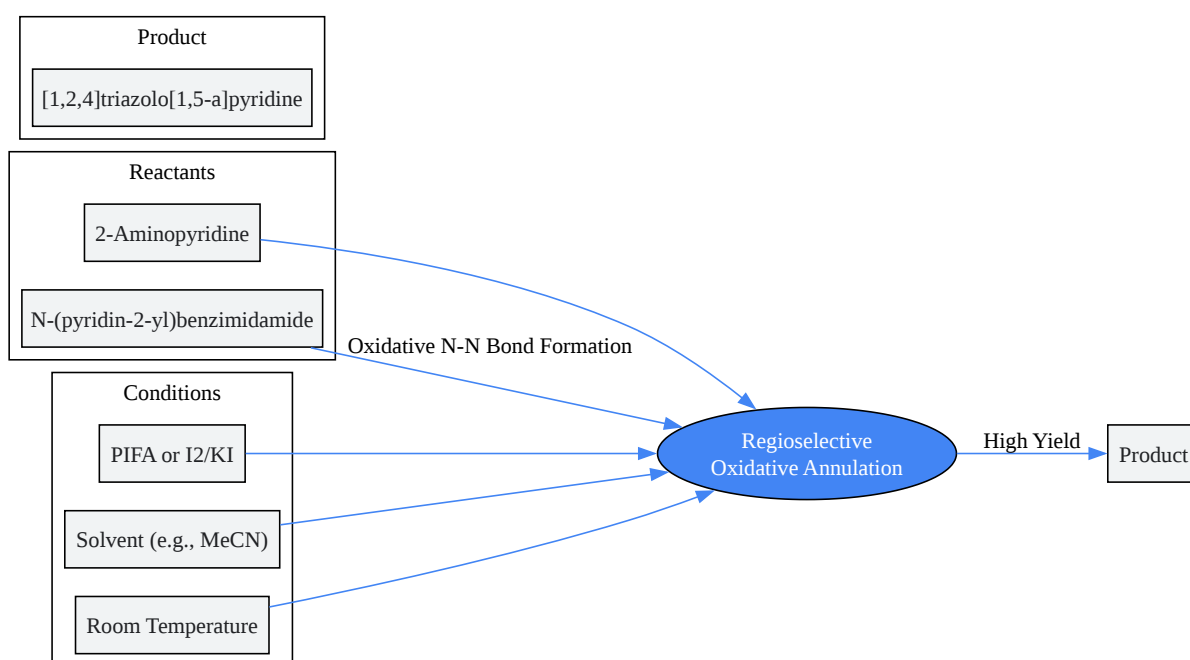 Product
[1,2,4]triazolo[1,5-a]pyridine
Reactants
2-Aminopyridine
N-(pyridin-2-yl)benzimidamide
Oxidative N-N Bond Formation
Conditions
PIFA or I2/KI
Solvent (e.g., MeCN)
Room Temperature
Regioselective
Oxidative Annulation
High Yield
Product